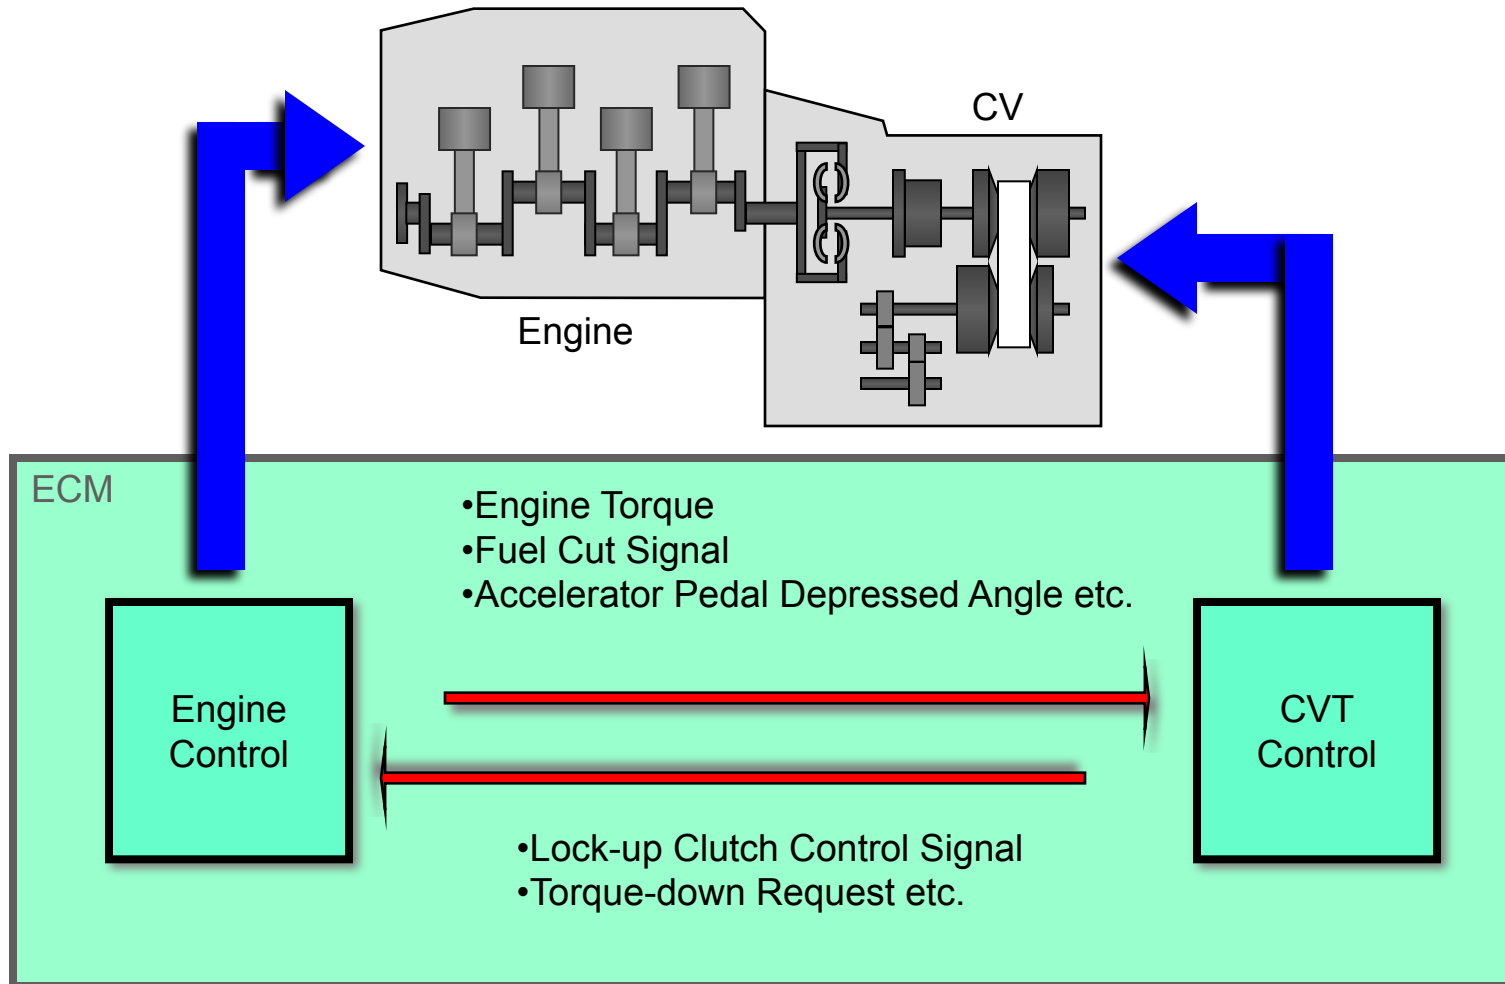 CV
Engine
ECM
•Engine Torque
•Fuel Cut Signal
•Accelerator Pedal Depressed Angle etc.
Engine
Control
CVT
Control
•Lock-up Clutch Control Signal
•Torque-down Request etc.